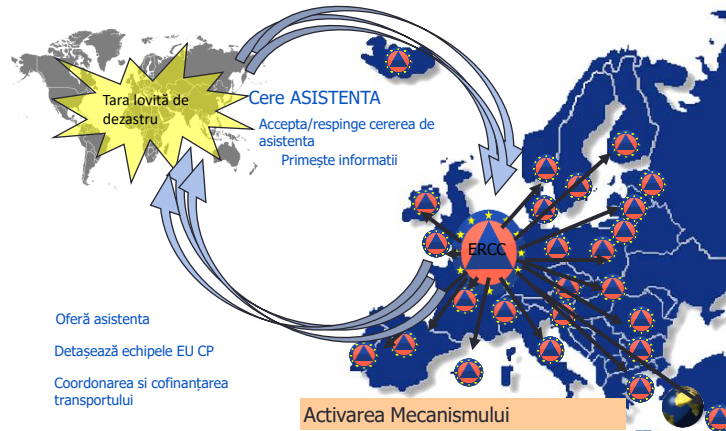 Tara lovită de
dezastru
Cere ASISTENTA
Accepta/respinge cererea de
asistenta
Primește informatii
ERCC
Oferă asistenta
Detașează echipele EU CP
Coordonarea si cofinanțarea
transportului
Activarea Mecanismului